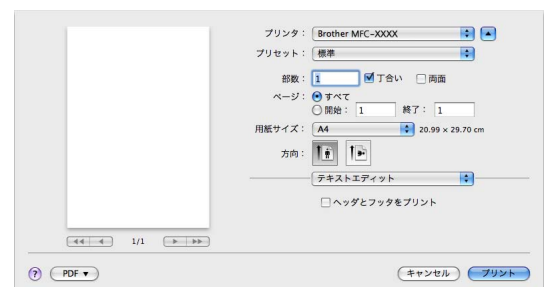 プリンタ： Brother MFC-XXXX
プリセット： 標準
部数： 1 丁合い 両面
ページ： すべて
開始： 1 終了： 1
用紙サイズ： A4 20.99 × 29.70 cm
方向：
テキストエディット
ヘッダとフッタをプリント
1/1
? PDF ▼ キャンセル プリント